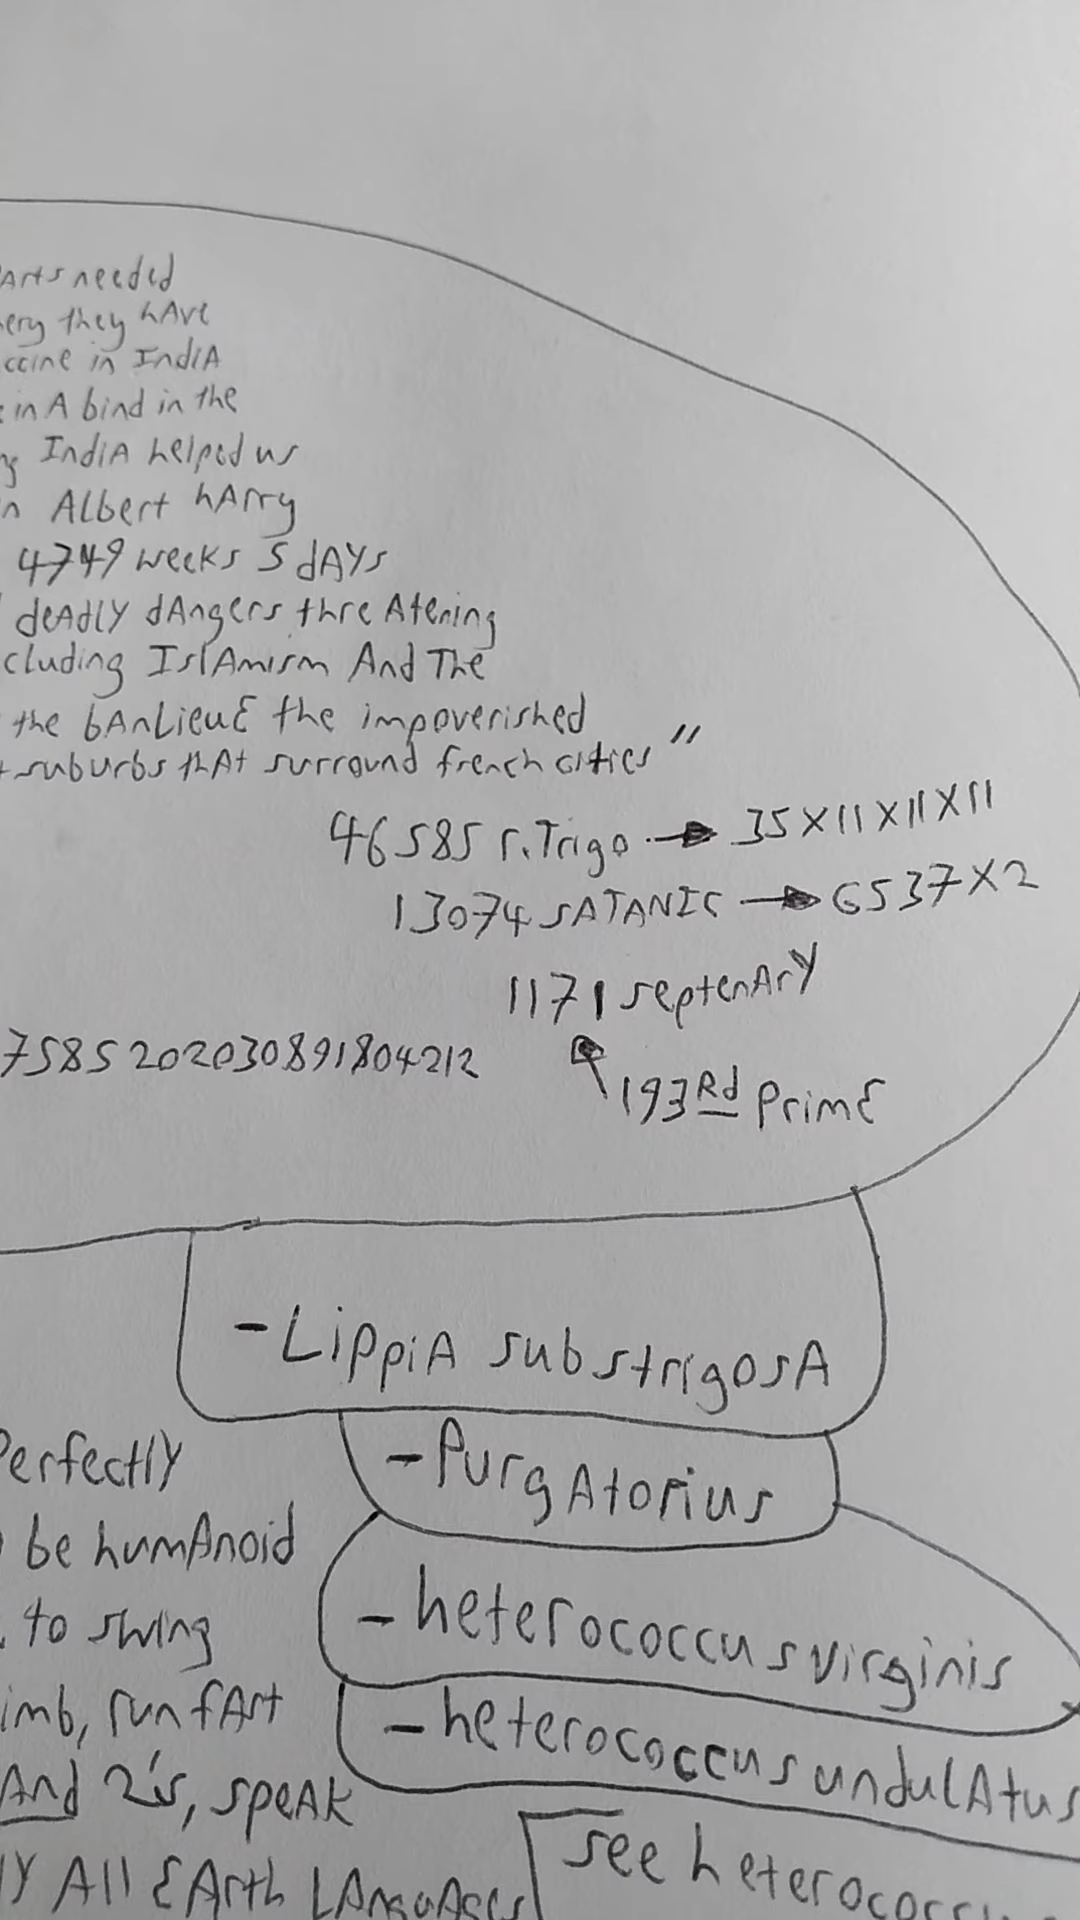 Arts needed
they hAve
in IndiA
in A bind in the
IndiA helped us
Albert hArry
4749 weeks 5 dAYs
deAdlY dAngers threAtening
cluding IslAmism And The
the bAnLieuE the impoverished
suburbs thAt surround french cities"
46585 r.Trigo → 35X11X11X11
13074 SATANIC → 6537X2
1171 septenArY
758520203089180 4212
193Rd PrimE
-LippiA substrigosA
-PurgAtorius
PerfectlY
be humAnoid
-heterococcus virginis
to swing
imb, run fAst
-heterococcus undulAtus
And 2's, speAk
All EArth LAnguAges
see heterococcu